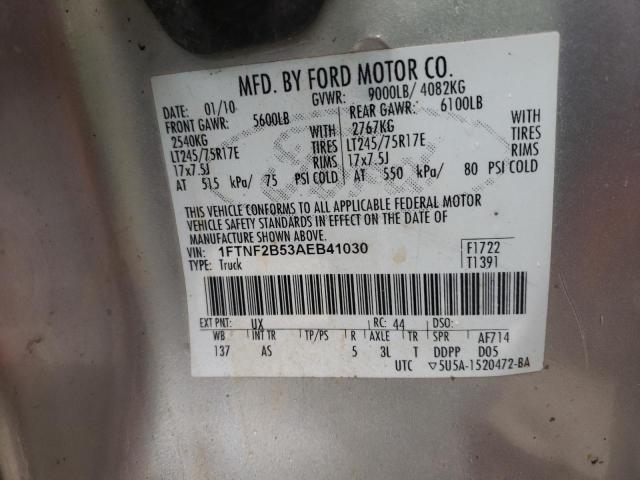 MFD. BY FORD MOTOR CO.
DATE: 01/10 GVWR: 9000LB/ 4082KG
FRONT GAWR: 5600LB REAR GAWR: 6100LB
2540KG WITH 2767KG WITH
LT245/75R17E TIRES LT245/75R17E TIRES
17x7.5J RIMS 17x7.5J RIMS
AT 515 kPa/ 75 PSI COLD AT 550 kPa/ 80 PSI COLD
THIS VEHICLE CONFORMS TO ALL APPLICABLE FEDERAL MOTOR
VEHICLE SAFETY STANDARDS IN EFFECT ON THE DATE OF
MANUFACTURE SHOWN ABOVE.
VIN: 1FTNF2B53AEB41030 F1722
TYPE: Truck T1391
EXT PNT: UX RC: 44 DSO:
WB INT TR TP/PS R AXLE TR SPR AF714
137 AS 5 3L T DDPP D05
UTC ▽5U5A-1520472-BA